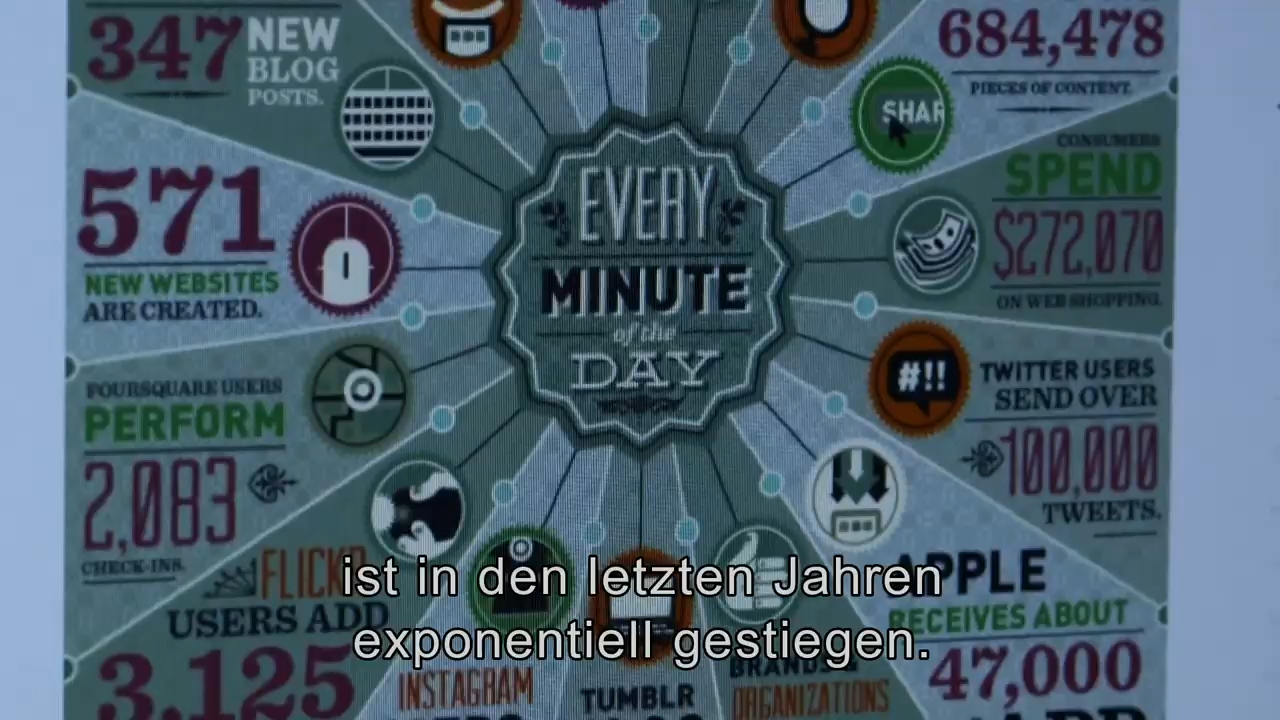 347 NEW
BLOG
POSTS.
684,478
PIECES OF CONTENT.
SHAR
571
NEW WEBSITES
ARE CREATED.
EVERY
MINUTE
of the
DAY
CONSUMERS
SPEND
$272,070
ON WEB SHOPPING.
FOURSQUARE USERS
PERFORM
2,083
CHECK-INS.
#!!
TWITTER USERS
SEND OVER
100,000
TWEETS.
FLICKR
USERS ADD
3,125
APPLE
RECEIVES ABOUT
47,000
INSTAGRAM
TUMBLR
BRANDS &
ORGANIZATIONS
ist in den letzten Jahren
exponentiell gestiegen.